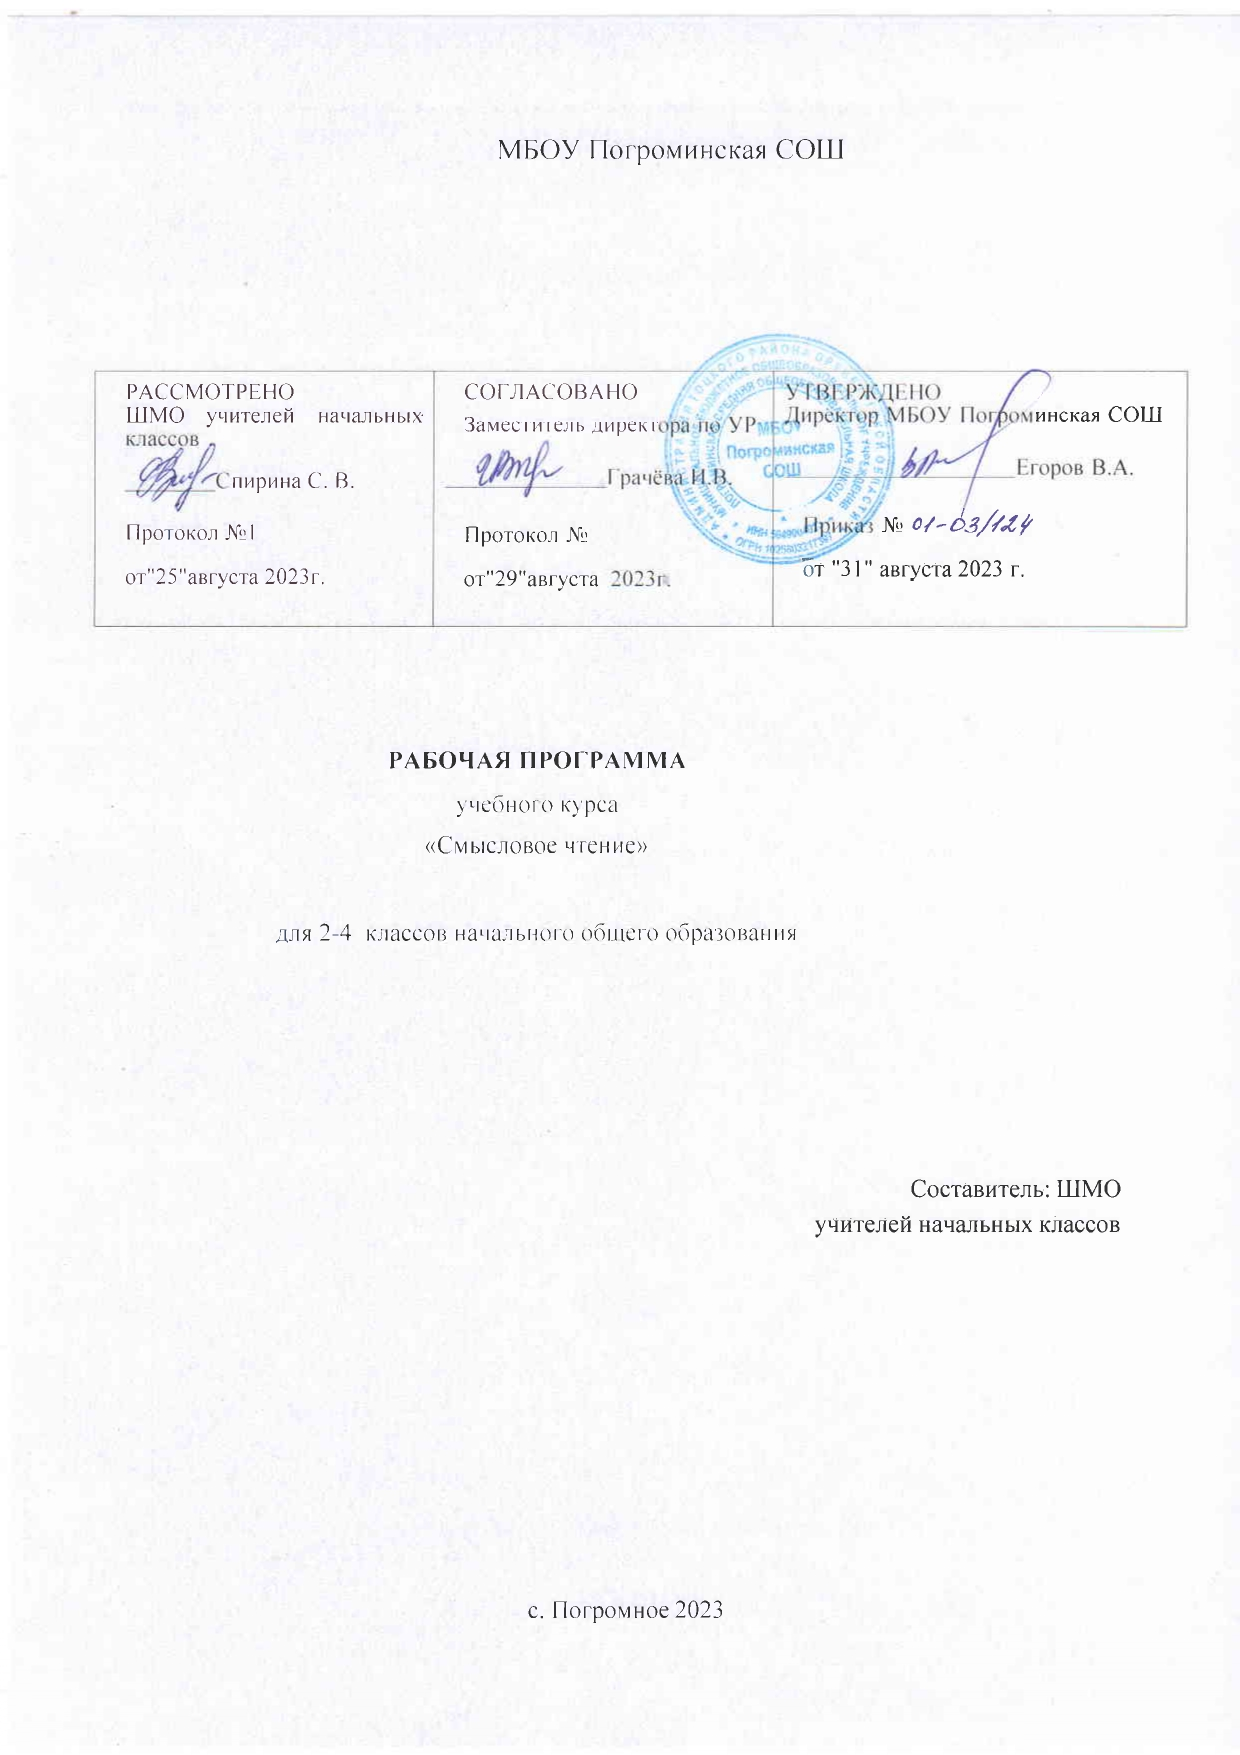 МБОУ Погроминская СОШ
РАССМОТРЕНО
ШМО учителей начальных
классов
Спирина С. В.
Протокол №1
от"25"августа 2023г.
СОГЛАСОВАНО
Заместитель директора по УР
Грачёва И.В.
Протокол №
от"29"августа 2023г.
УТВЕРЖДЕНО
Директор МБОУ Погроминская СОШ
Егоров В.А.
Приказ № 01-03/124
от "31" августа 2023 г.
МБОУ
Погроминская
СОШ
РАБОЧАЯ ПРОГРАММА
учебного курса
«Смысловое чтение»
для 2-4 классов начального общего образования
Составитель: ШМО
учителей начальных классов
с. Погромное 2023